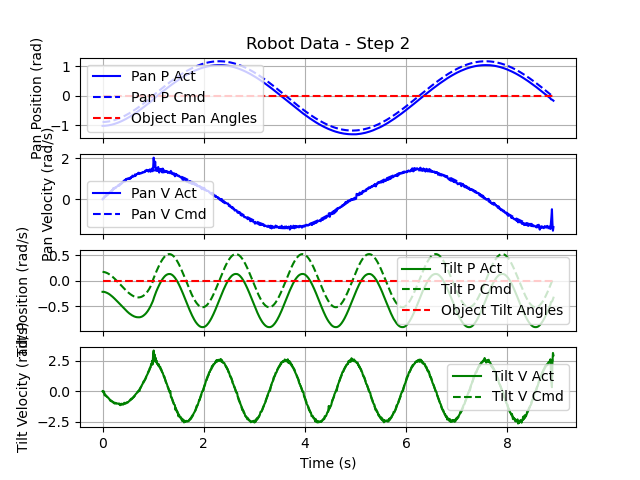 Robot Data - Step 2
Pan Position (rad)
1
0
−1
Pan P Act
Pan P Cmd
Object Pan Angles
Pan Velocity (rad/s)
2
0
Pan V Act
Pan V Cmd
Tilt Position (rad/s)
0.5
0.0
−0.5
Tilt P Act
Tilt P Cmd
Object Tilt Angles
Tilt Velocity (rad/s)
2.5
0.0
−2.5
Tilt V Act
Tilt V Cmd
0 2 4 6 8
Time (s)